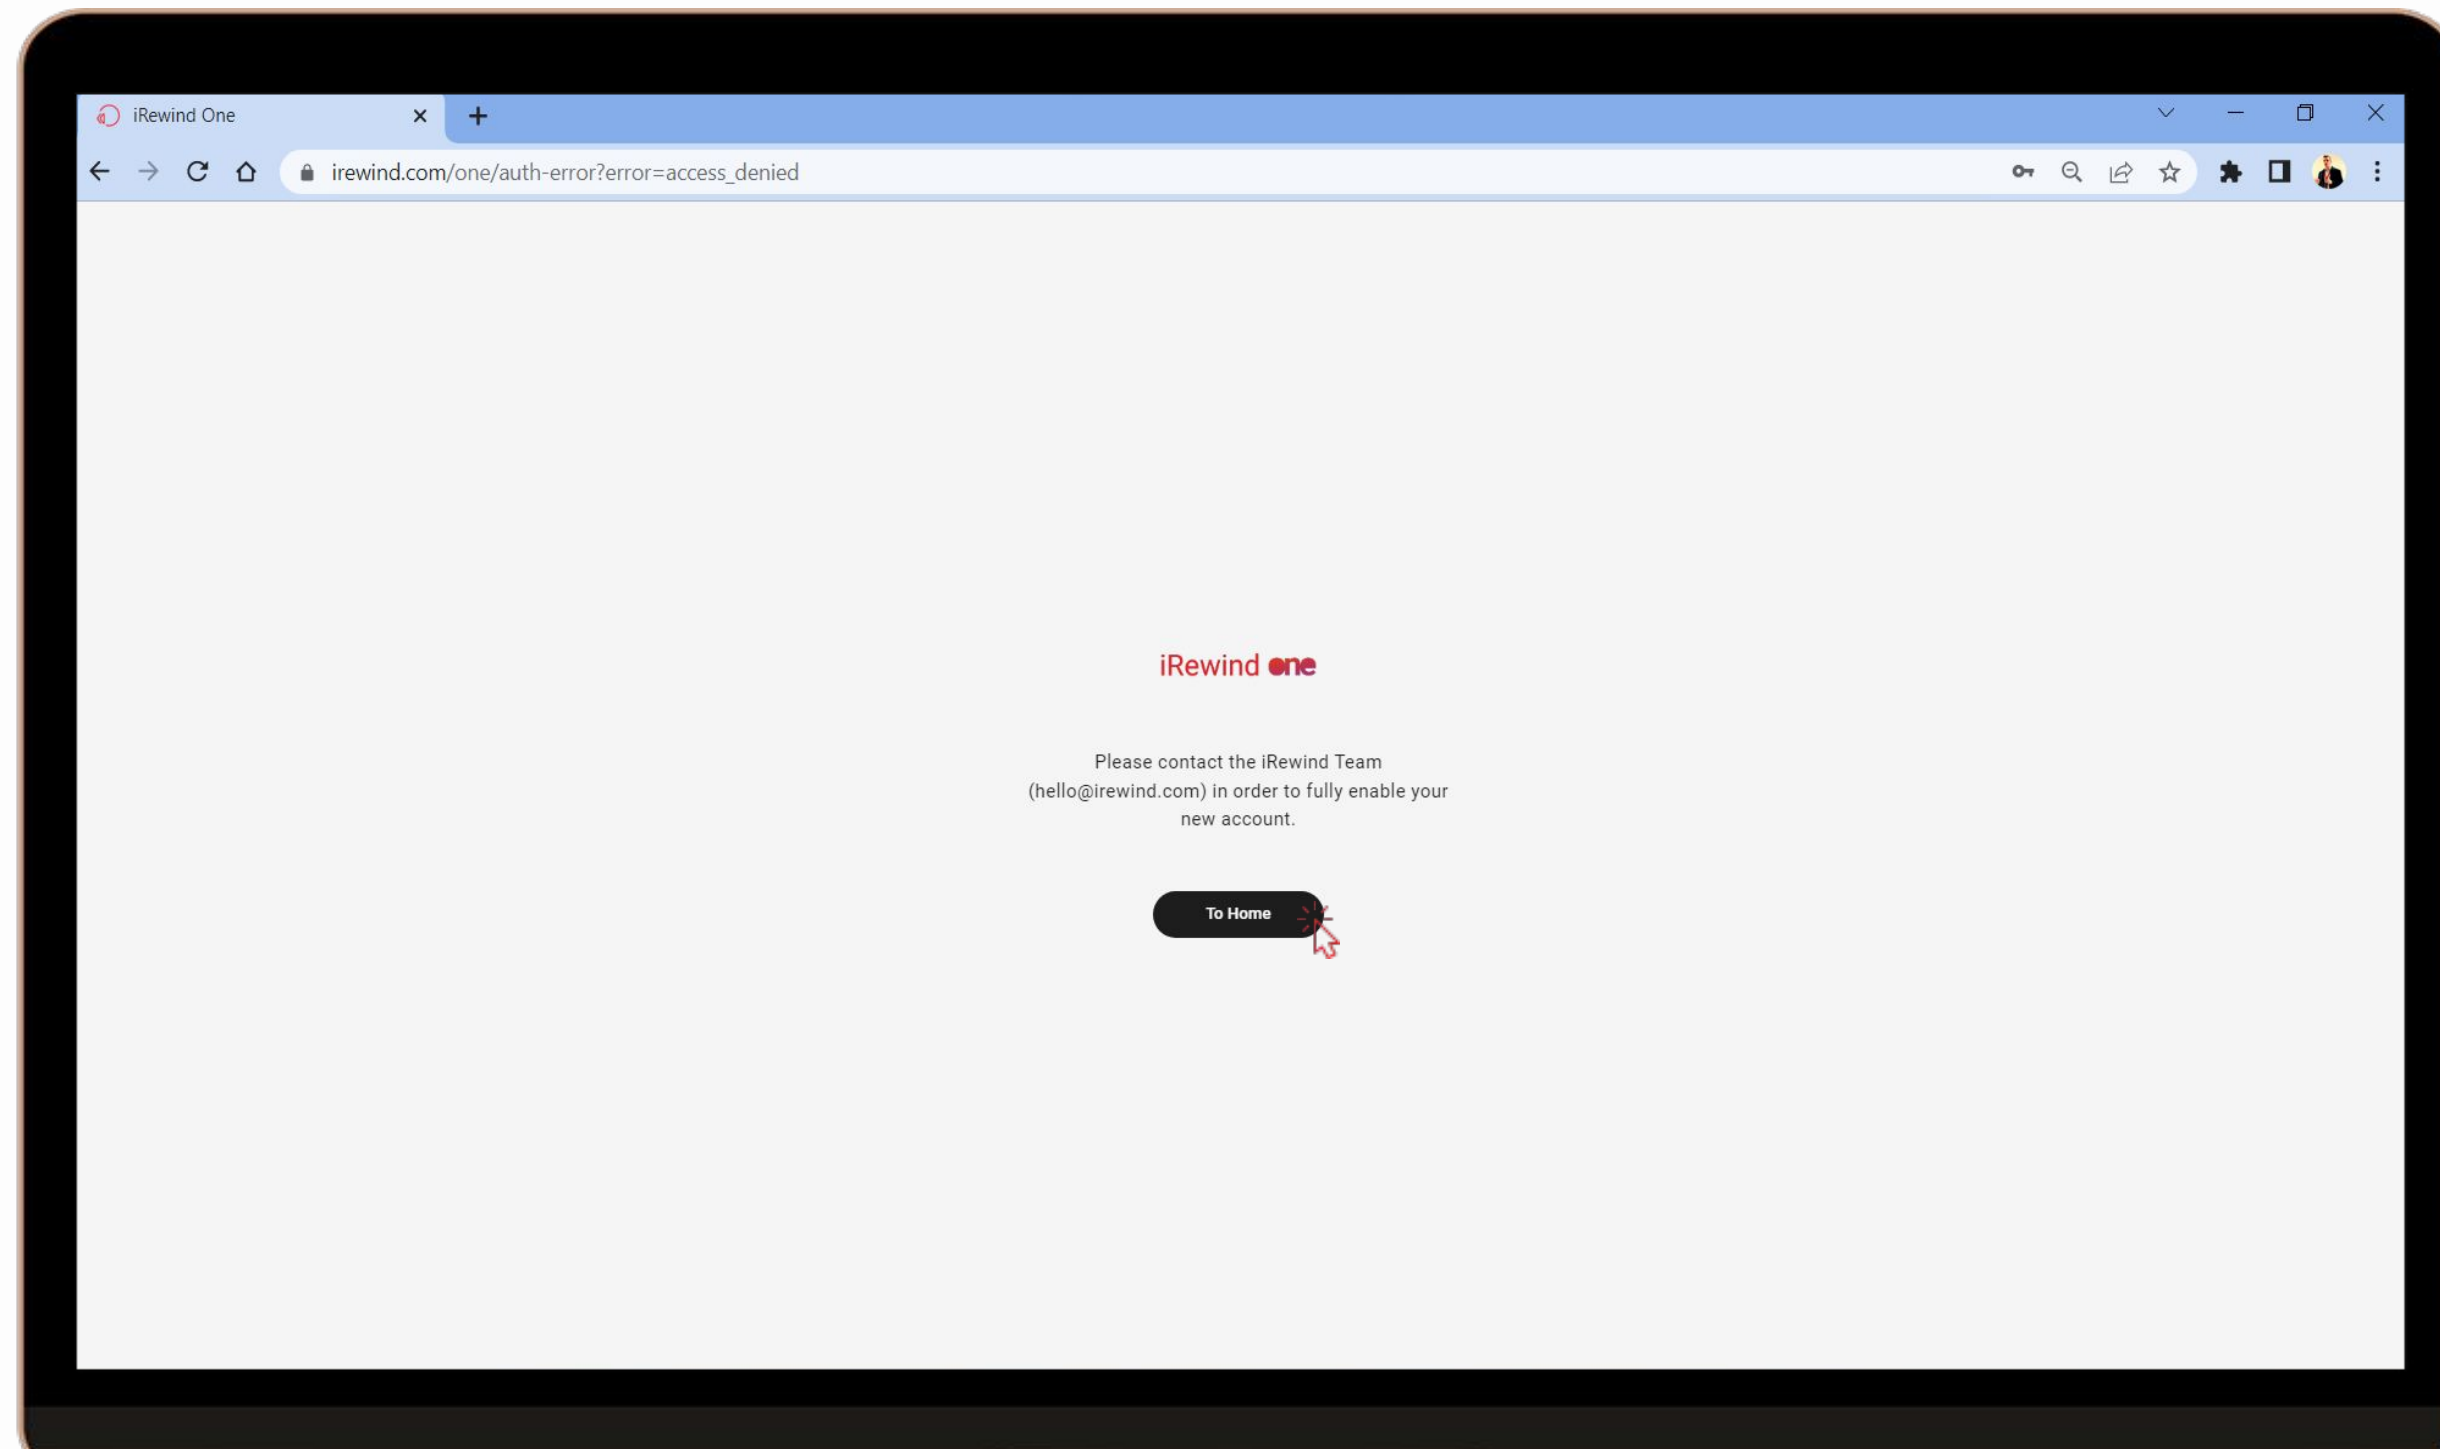 iRewind One
irewind.com/one/auth-error?error=access_denied
iRewind one
Please contact the iRewind Team
(hello@irewind.com) in order to fully enable your
new account.
To Home